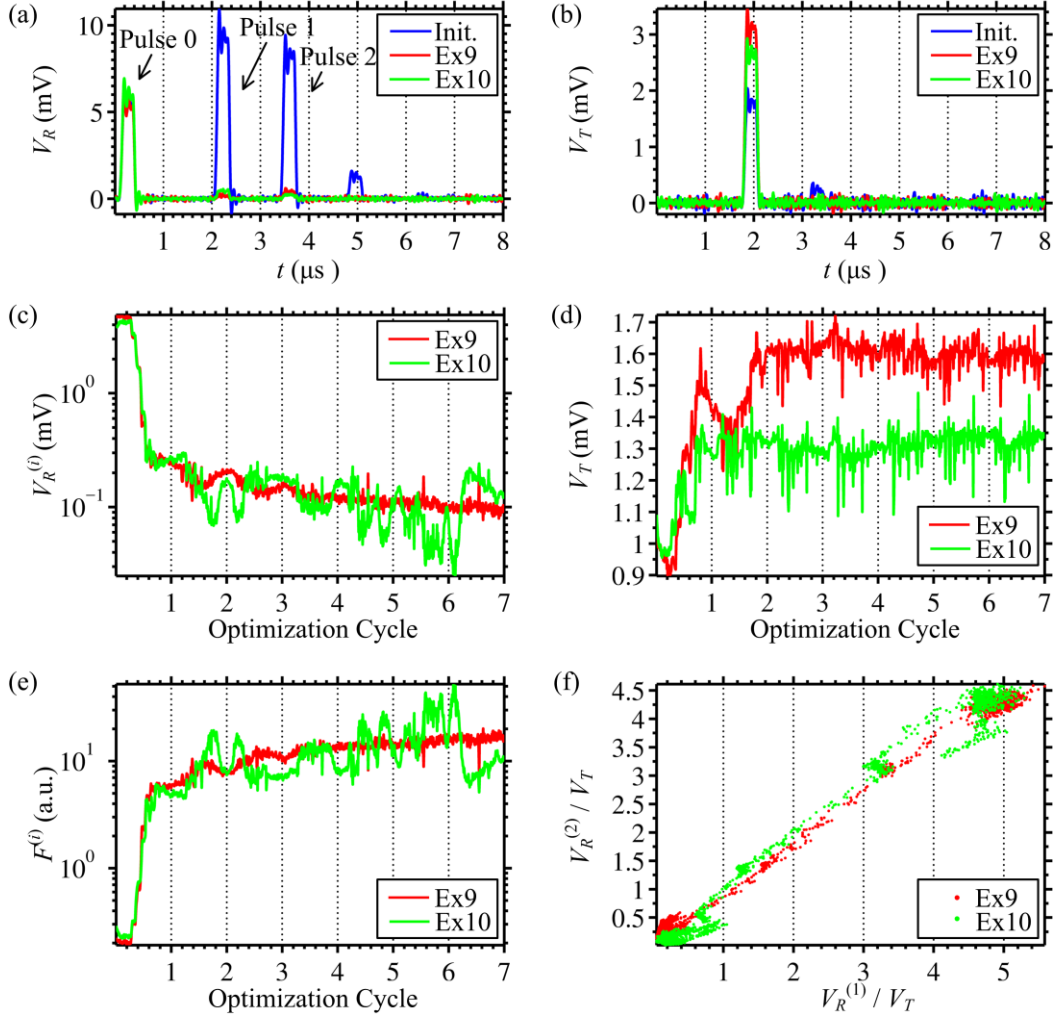 (a)
V_R (mV)
10
5
0
Pulse 0
Pulse 1
Pulse 2
Init.
Ex9
Ex10
1 2 3 4 5 6 7 8
t (μs )
(b)
V_T (mV)
3
2
1
0
Init.
Ex9
Ex10
1 2 3 4 5 6 7 8
t (μs )
(c)
V_R^(i) (mV)
10^0
10^−1
Ex9
Ex10
1 2 3 4 5 6 7
Optimization Cycle
(d)
V_T (mV)
1.7
1.6
1.5
1.4
1.3
1.2
1.1
1
0.9
Ex9
Ex10
1 2 3 4 5 6 7
Optimization Cycle
(e)
F^(i) (a.u.)
10^1
10^0
Ex9
Ex10
1 2 3 4 5 6 7
Optimization Cycle
(f)
V_R^(2) / V_T
4.5
4
3.5
3
2.5
2
1.5
1
0.5
Ex9
Ex10
1 2 3 4 5
V_R^(1) / V_T